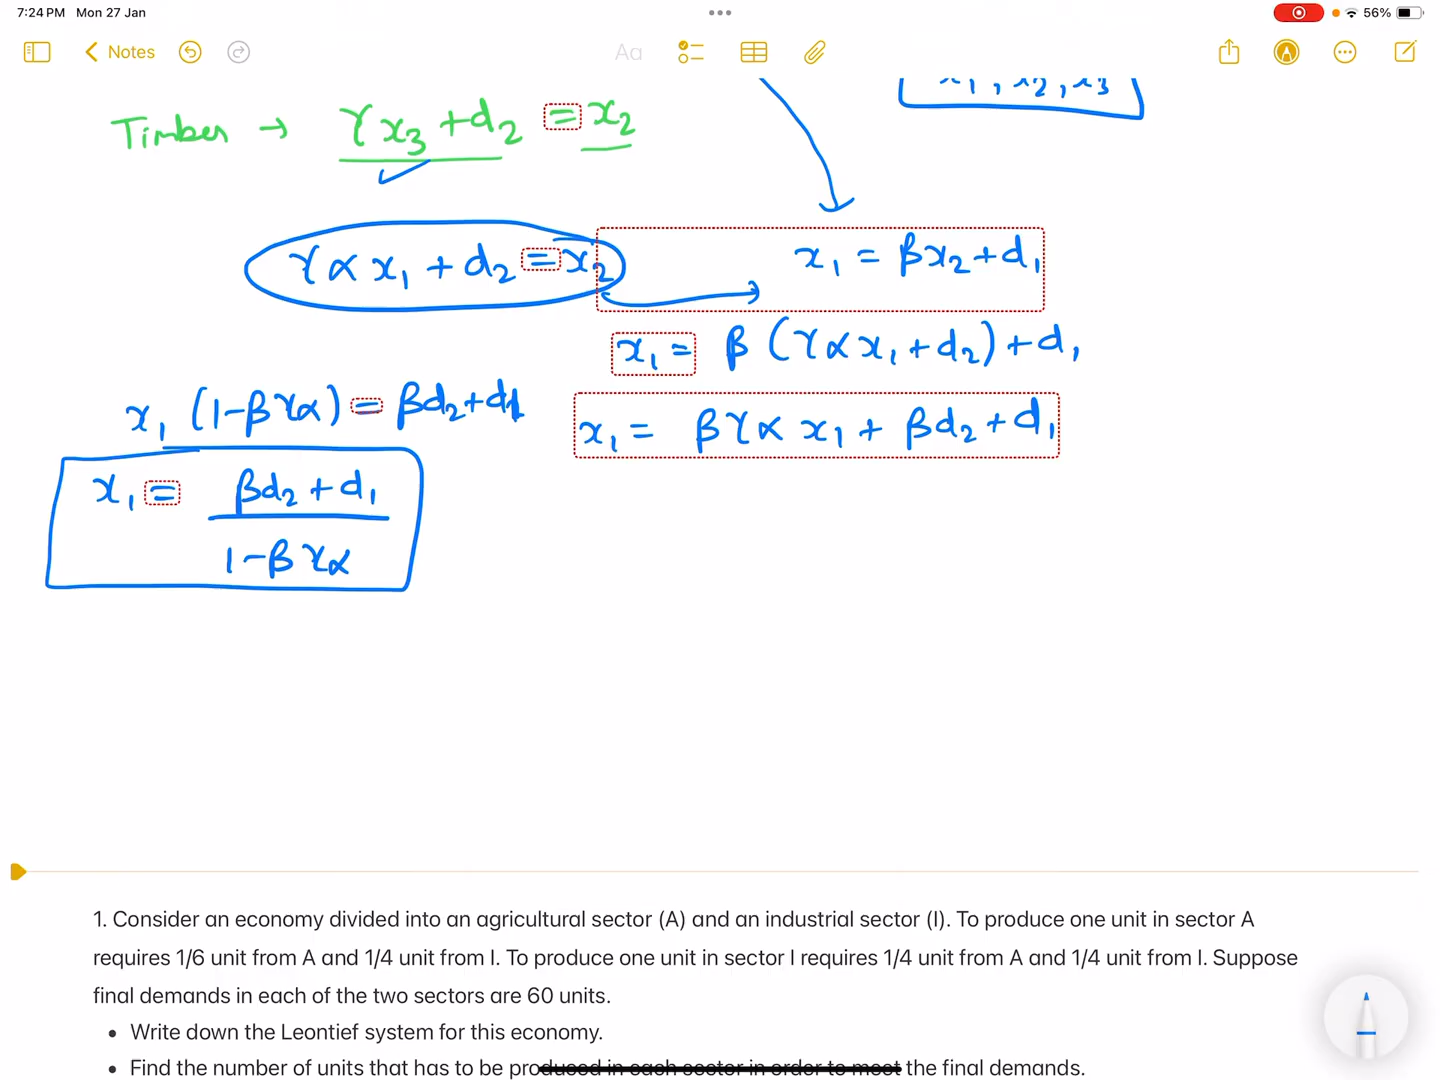 7:24 PM Mon 27 Jan
56%
Notes
Aa
x₁, x₂, x₃
Timber → γx₃ + d₂ = x₂
γαx₁ + d₂ = x₂
x₁ = βx₂ + d₁
x₁ = β(γαx₁ + d₂) + d₁
x₁(1-βγα) = βd₂ + d₁
x₁ = βγαx₁ + βd₂ + d₁
x₁ = βd₂ + d₁
1-βγα
1. Consider an economy divided into an agricultural sector (A) and an industrial sector (I). To produce one unit in sector A
requires 1/6 unit from A and 1/4 unit from I. To produce one unit in sector I requires 1/4 unit from A and 1/4 unit from I. Suppose
final demands in each of the two sectors are 60 units.
• Write down the Leontief system for this economy.
• Find the number of units that has to be produced in each sector in order to meet the final demands.